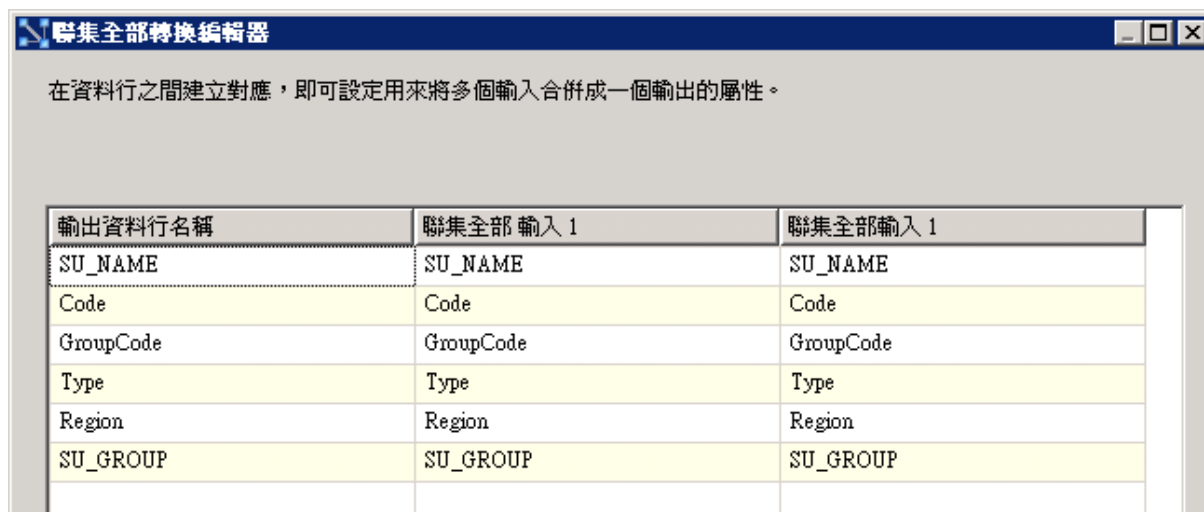 聯集全部轉換編輯器
在資料行之間建立對應，即可設定用來將多個輸入合併成一個輸出的屬性。
輸出資料行名稱 聯集全部 輸入 1 聯集全部輸入 1
SU_NAME SU_NAME SU_NAME
Code Code Code
GroupCode GroupCode GroupCode
Type Type Type
Region Region Region
SU_GROUP SU_GROUP SU_GROUP